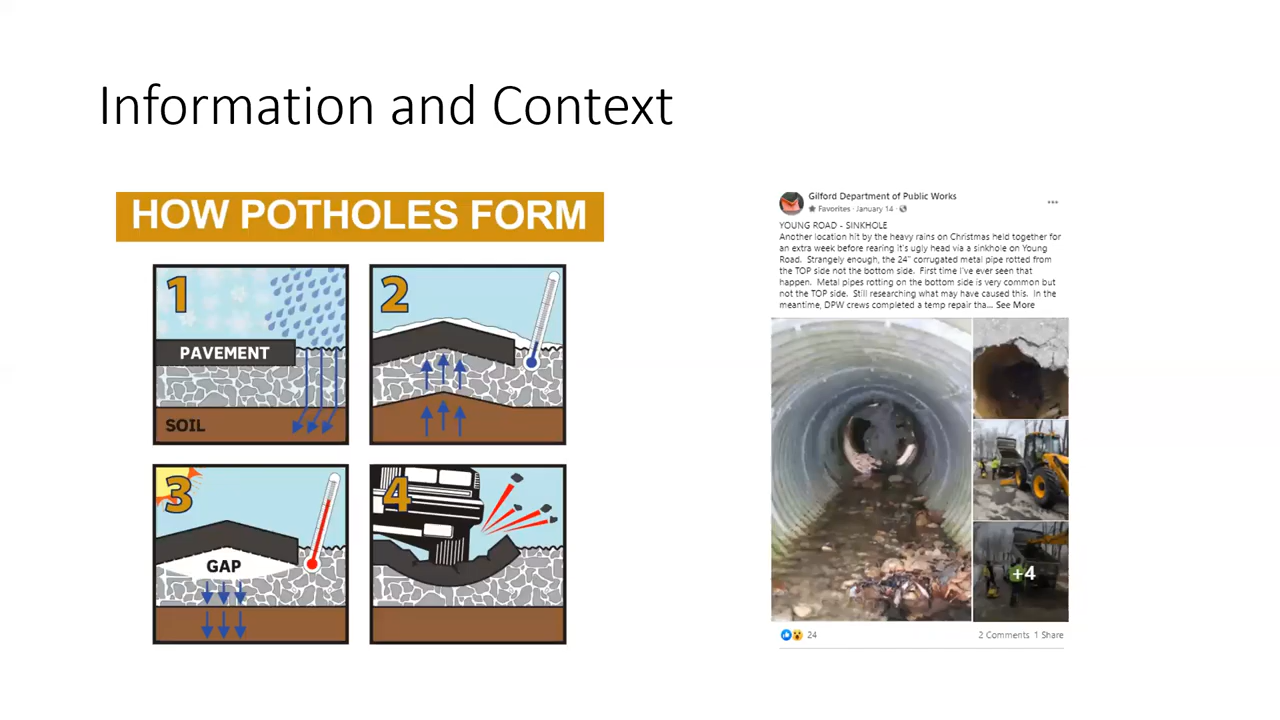 Information and Context
HOW POTHOLES FORM
1
PAVEMENT
SOIL
2
3
GAP
4
Gilford Department of Public Works
Favorites · January 14 ·
YOUNG ROAD - SINKHOLE
Another location hit by the heavy rains on Christmas held together for
an extra week before rearing it's ugly head via a sinkhole on Young
Road. Strangely enough, the 24" corrugated metal pipe rotted from
the TOP side not the bottom side. First time I've ever seen that
happen. Metal pipes rotting on the bottom side is very common but
not the TOP side. Still researching what may have caused this. In the
meantime, DPW crews completed a temp repair tha... See More
+4
24
2 Comments 1 Share